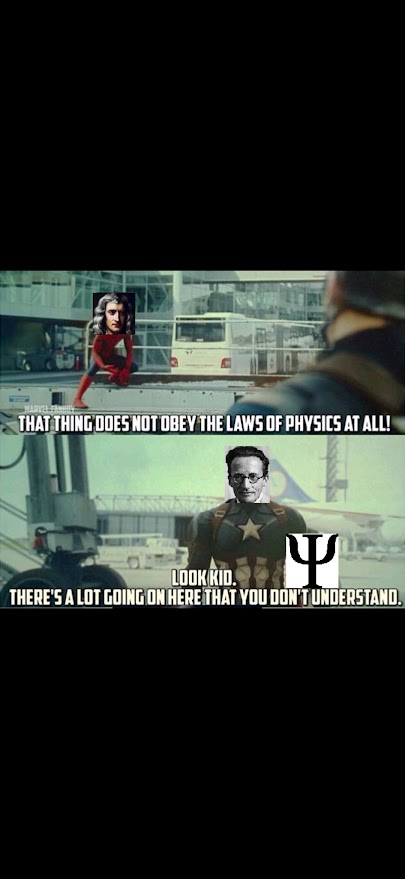 MARVEL FANBOY
THAT THING DOES NOT OBEY THE LAWS OF PHYSICS AT ALL!
Ψ
LOOK KID.
THERE'S A LOT GOING ON HERE THAT YOU DON'T UNDERSTAND.